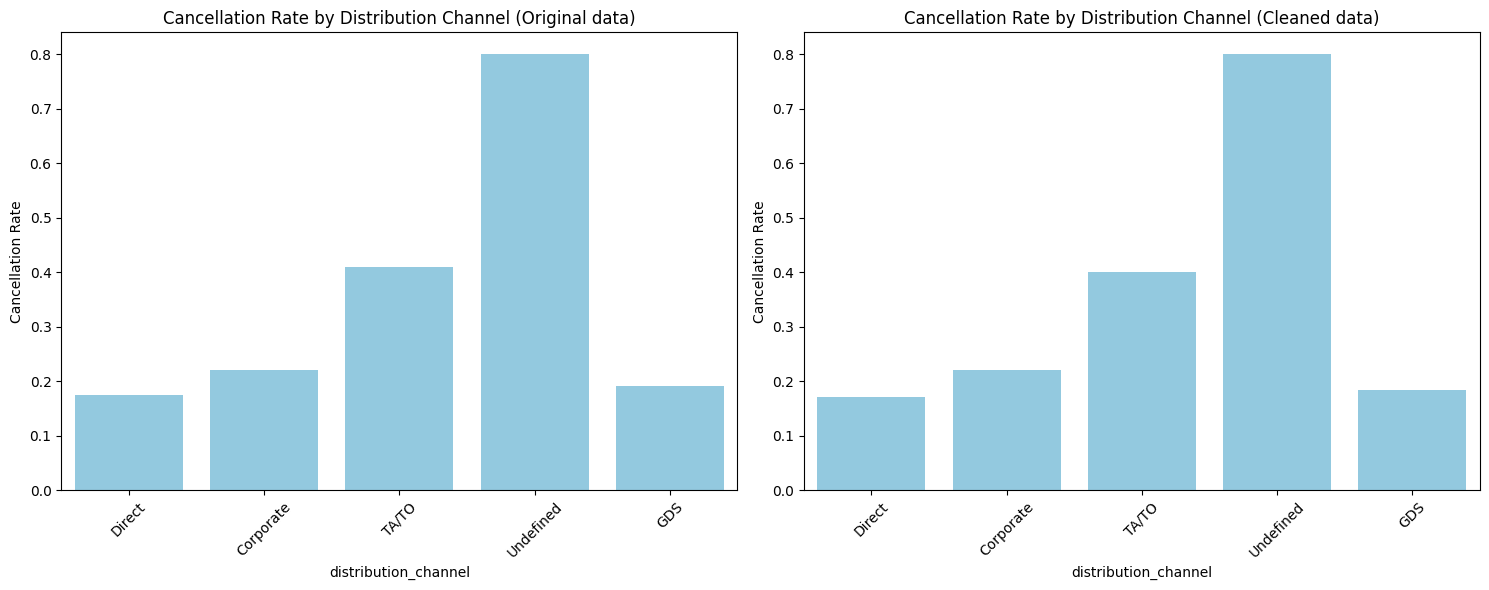 Cancellation Rate by Distribution Channel (Original data)
Cancellation Rate
0.8
0.7
0.6
0.5
0.4
0.3
0.2
0.1
0.0
Direct
Corporate
TA/TO
Undefined
GDS
distribution_channel
Cancellation Rate by Distribution Channel (Cleaned data)
Cancellation Rate
0.8
0.7
0.6
0.5
0.4
0.3
0.2
0.1
0.0
Direct
Corporate
TA/TO
Undefined
GDS
distribution_channel